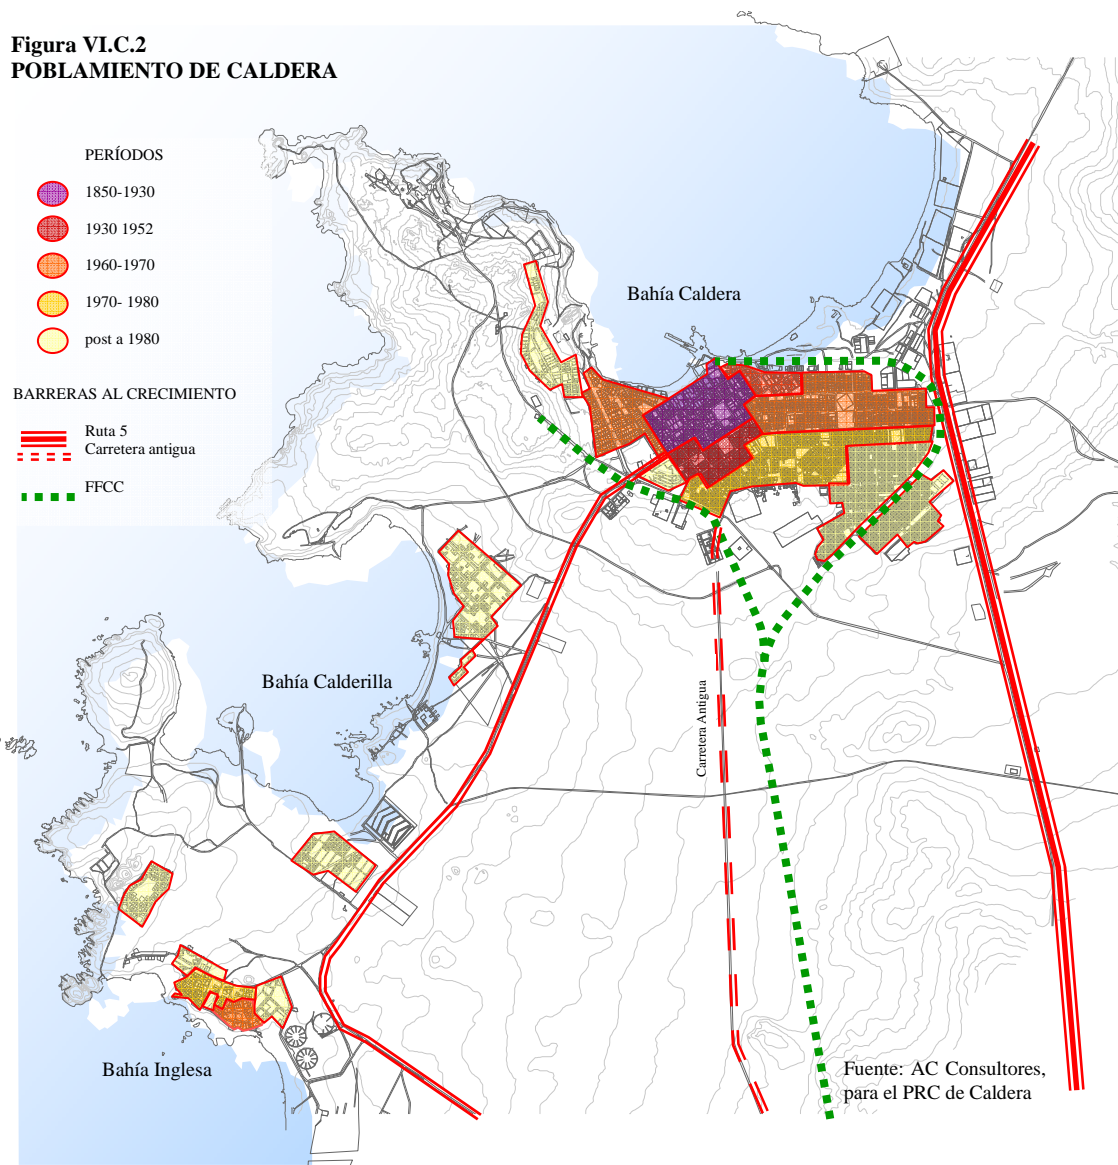 Figura VI.C.2
POBLAMIENTO DE CALDERA
PERÍODOS
1850-1930
1930 1952
1960-1970
1970- 1980
post a 1980
BARRERAS AL CRECIMIENTO
Ruta 5
Carretera antigua
FFCC
Bahía Caldera
Bahía Calderilla
Carretera Antigua
Bahía Inglesa
Fuente: AC Consultores,
para el PRC de Caldera